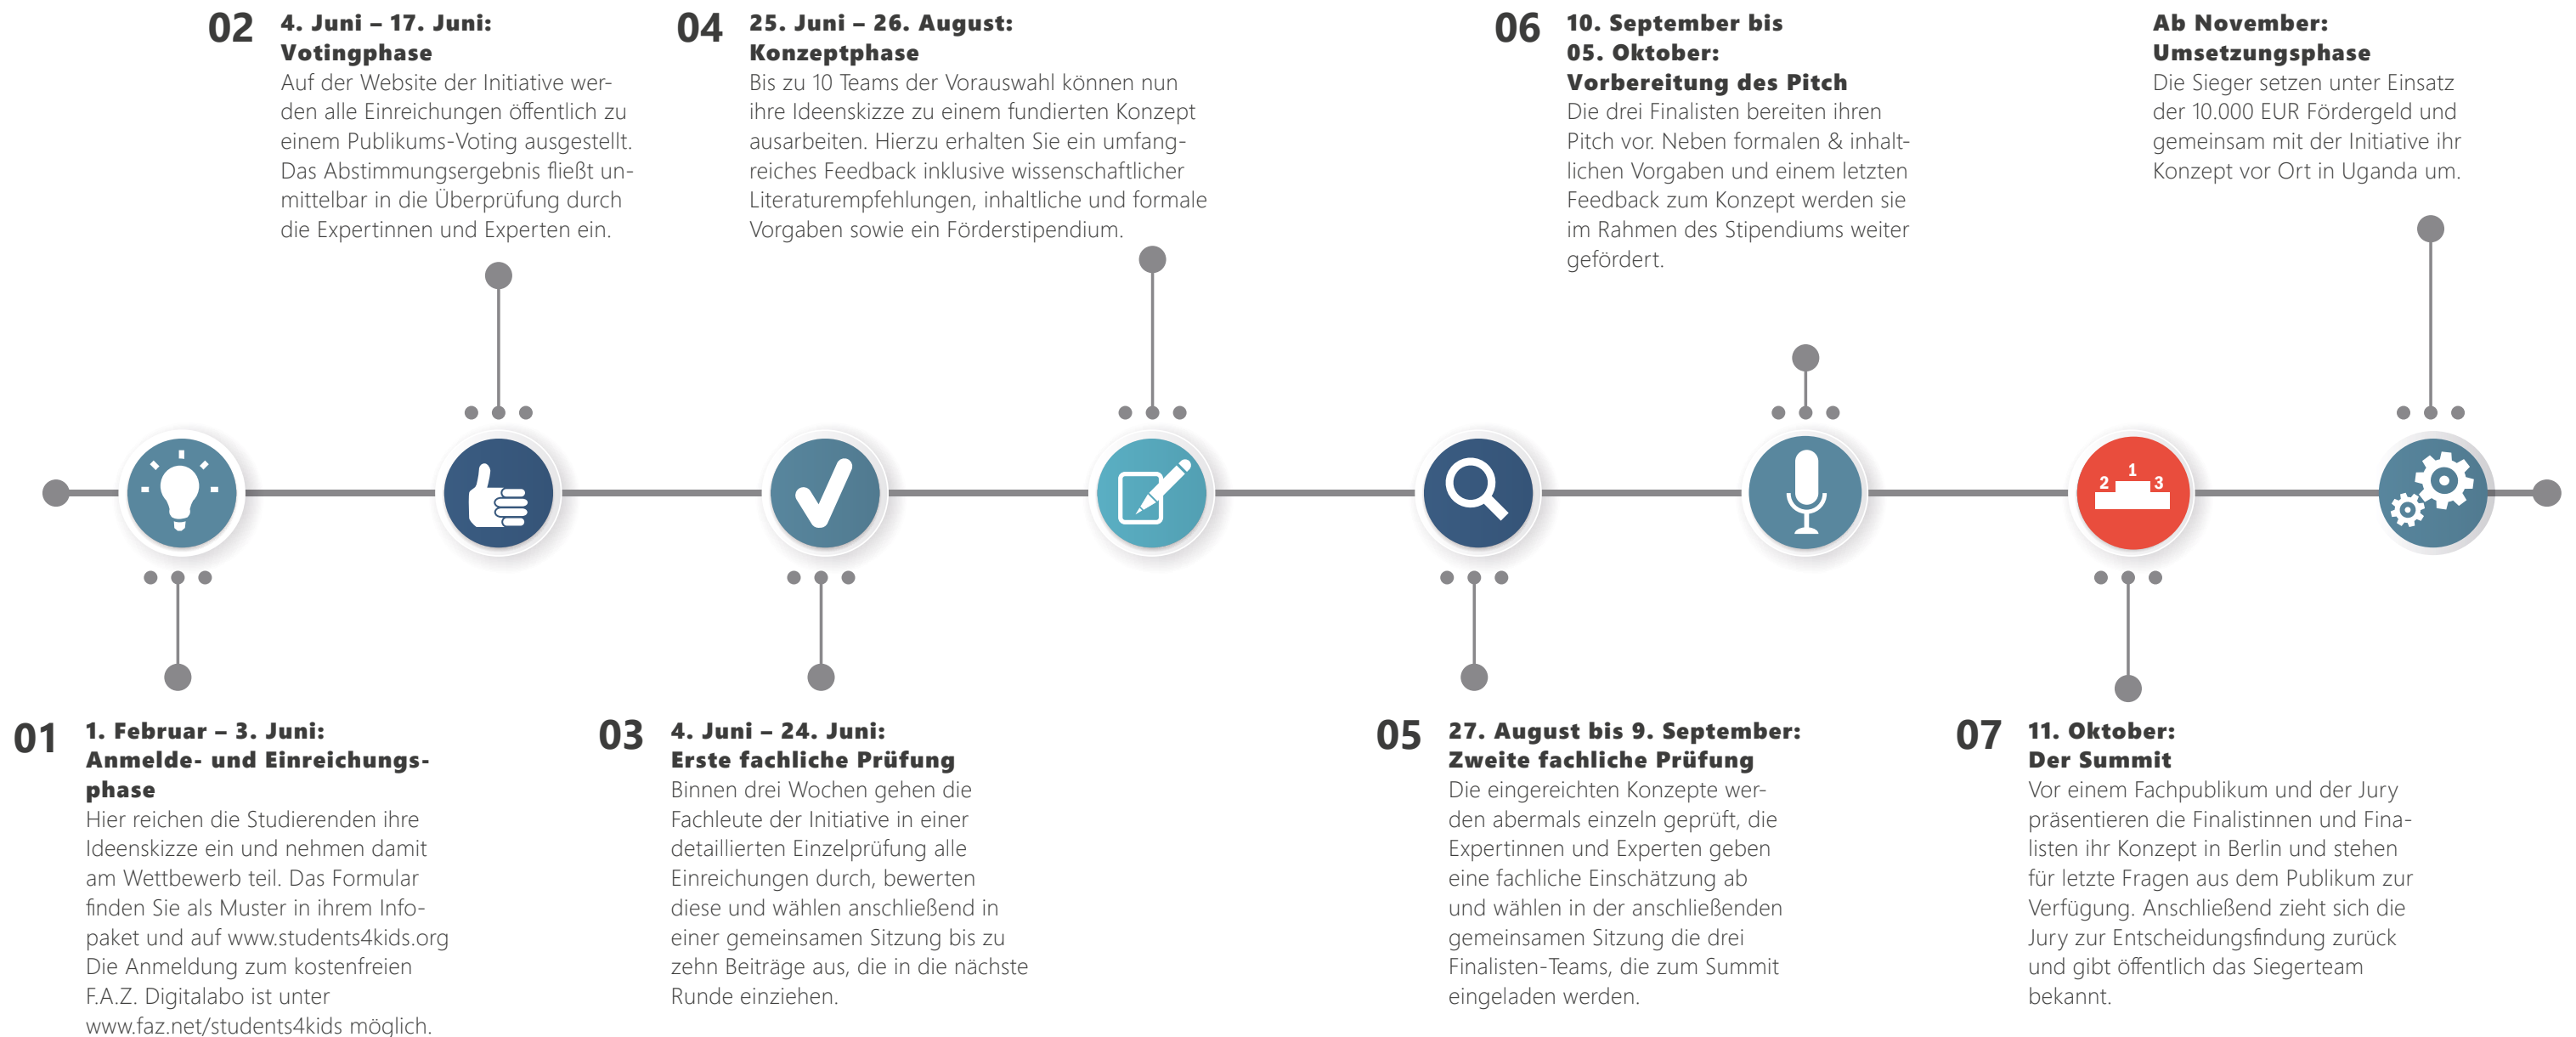 02
4. Juni – 17. Juni:
Votingphase
Auf der Website der Initiative wer-
den alle Einreichungen öffentlich zu
einem Publikums-Voting ausgestellt.
Das Abstimmungsergebnis fließt un-
mittelbar in die Überprüfung durch
die Expertinnen und Experten ein.
04
25. Juni – 26. August:
Konzeptphase
Bis zu 10 Teams der Vorauswahl können nun
ihre Ideenskizze zu einem fundierten Konzept
ausarbeiten. Hierzu erhalten Sie ein umfang-
reiches Feedback inklusive wissenschaftlicher
Literaturempfehlungen, inhaltliche und formale
Vorgaben sowie ein Förderstipendium.
06
10. September bis
05. Oktober:
Vorbereitung des Pitch
Die drei Finalisten bereiten ihren
Pitch vor. Neben formalen & inhalt-
lichen Vorgaben und einem letzten
Feedback zum Konzept werden sie
im Rahmen des Stipendiums weiter
gefördert.
Ab November:
Umsetzungsphase
Die Sieger setzen unter Einsatz
der 10.000 EUR Fördergeld und
gemeinsam mit der Initiative ihr
Konzept vor Ort in Uganda um.
2 1 3
01
1. Februar – 3. Juni:
Anmelde- und Einreichungs-
phase
Hier reichen die Studierenden ihre
Ideenskizze ein und nehmen damit
am Wettbewerb teil. Das Formular
finden Sie als Muster in ihrem Info-
paket und auf www.students4kids.org
Die Anmeldung zum kostenfreien
F.A.Z. Digitalabo ist unter
www.faz.net/students4kids möglich.
03
4. Juni – 24. Juni:
Erste fachliche Prüfung
Binnen drei Wochen gehen die
Fachleute der Initiative in einer
detaillierten Einzelprüfung alle
Einreichungen durch, bewerten
diese und wählen anschließend in
einer gemeinsamen Sitzung bis zu
zehn Beiträge aus, die in die nächste
Runde einziehen.
05
27. August bis 9. September:
Zweite fachliche Prüfung
Die eingereichten Konzepte wer-
den abermals einzeln geprüft, die
Expertinnen und Experten geben
eine fachliche Einschätzung ab
und wählen in der anschließenden
gemeinsamen Sitzung die drei
Finalisten-Teams, die zum Summit
eingeladen werden.
07
11. Oktober:
Der Summit
Vor einem Fachpublikum und der Jury
präsentieren die Finalistinnen und Fina-
listen ihr Konzept in Berlin und stehen
für letzte Fragen aus dem Publikum zur
Verfügung. Anschließend zieht sich die
Jury zur Entscheidungsfindung zurück
und gibt öffentlich das Siegerteam
bekannt.